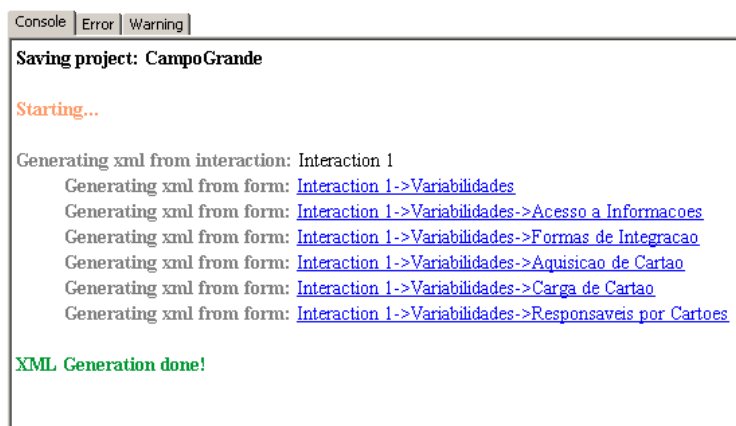 Console Error Warning
Saving project: CampoGrande
Starting...
Generating xml from interaction: Interaction 1
Generating xml from form: Interaction 1->Variabilidades
Generating xml from form: Interaction 1->Variabilidades->Acesso a Informacoes
Generating xml from form: Interaction 1->Variabilidades->Formas de Integracao
Generating xml from form: Interaction 1->Variabilidades->Aquisicao de Cartao
Generating xml from form: Interaction 1->Variabilidades->Carga de Cartao
Generating xml from form: Interaction 1->Variabilidades->Responsaveis por Cartoes
XML Generation done!